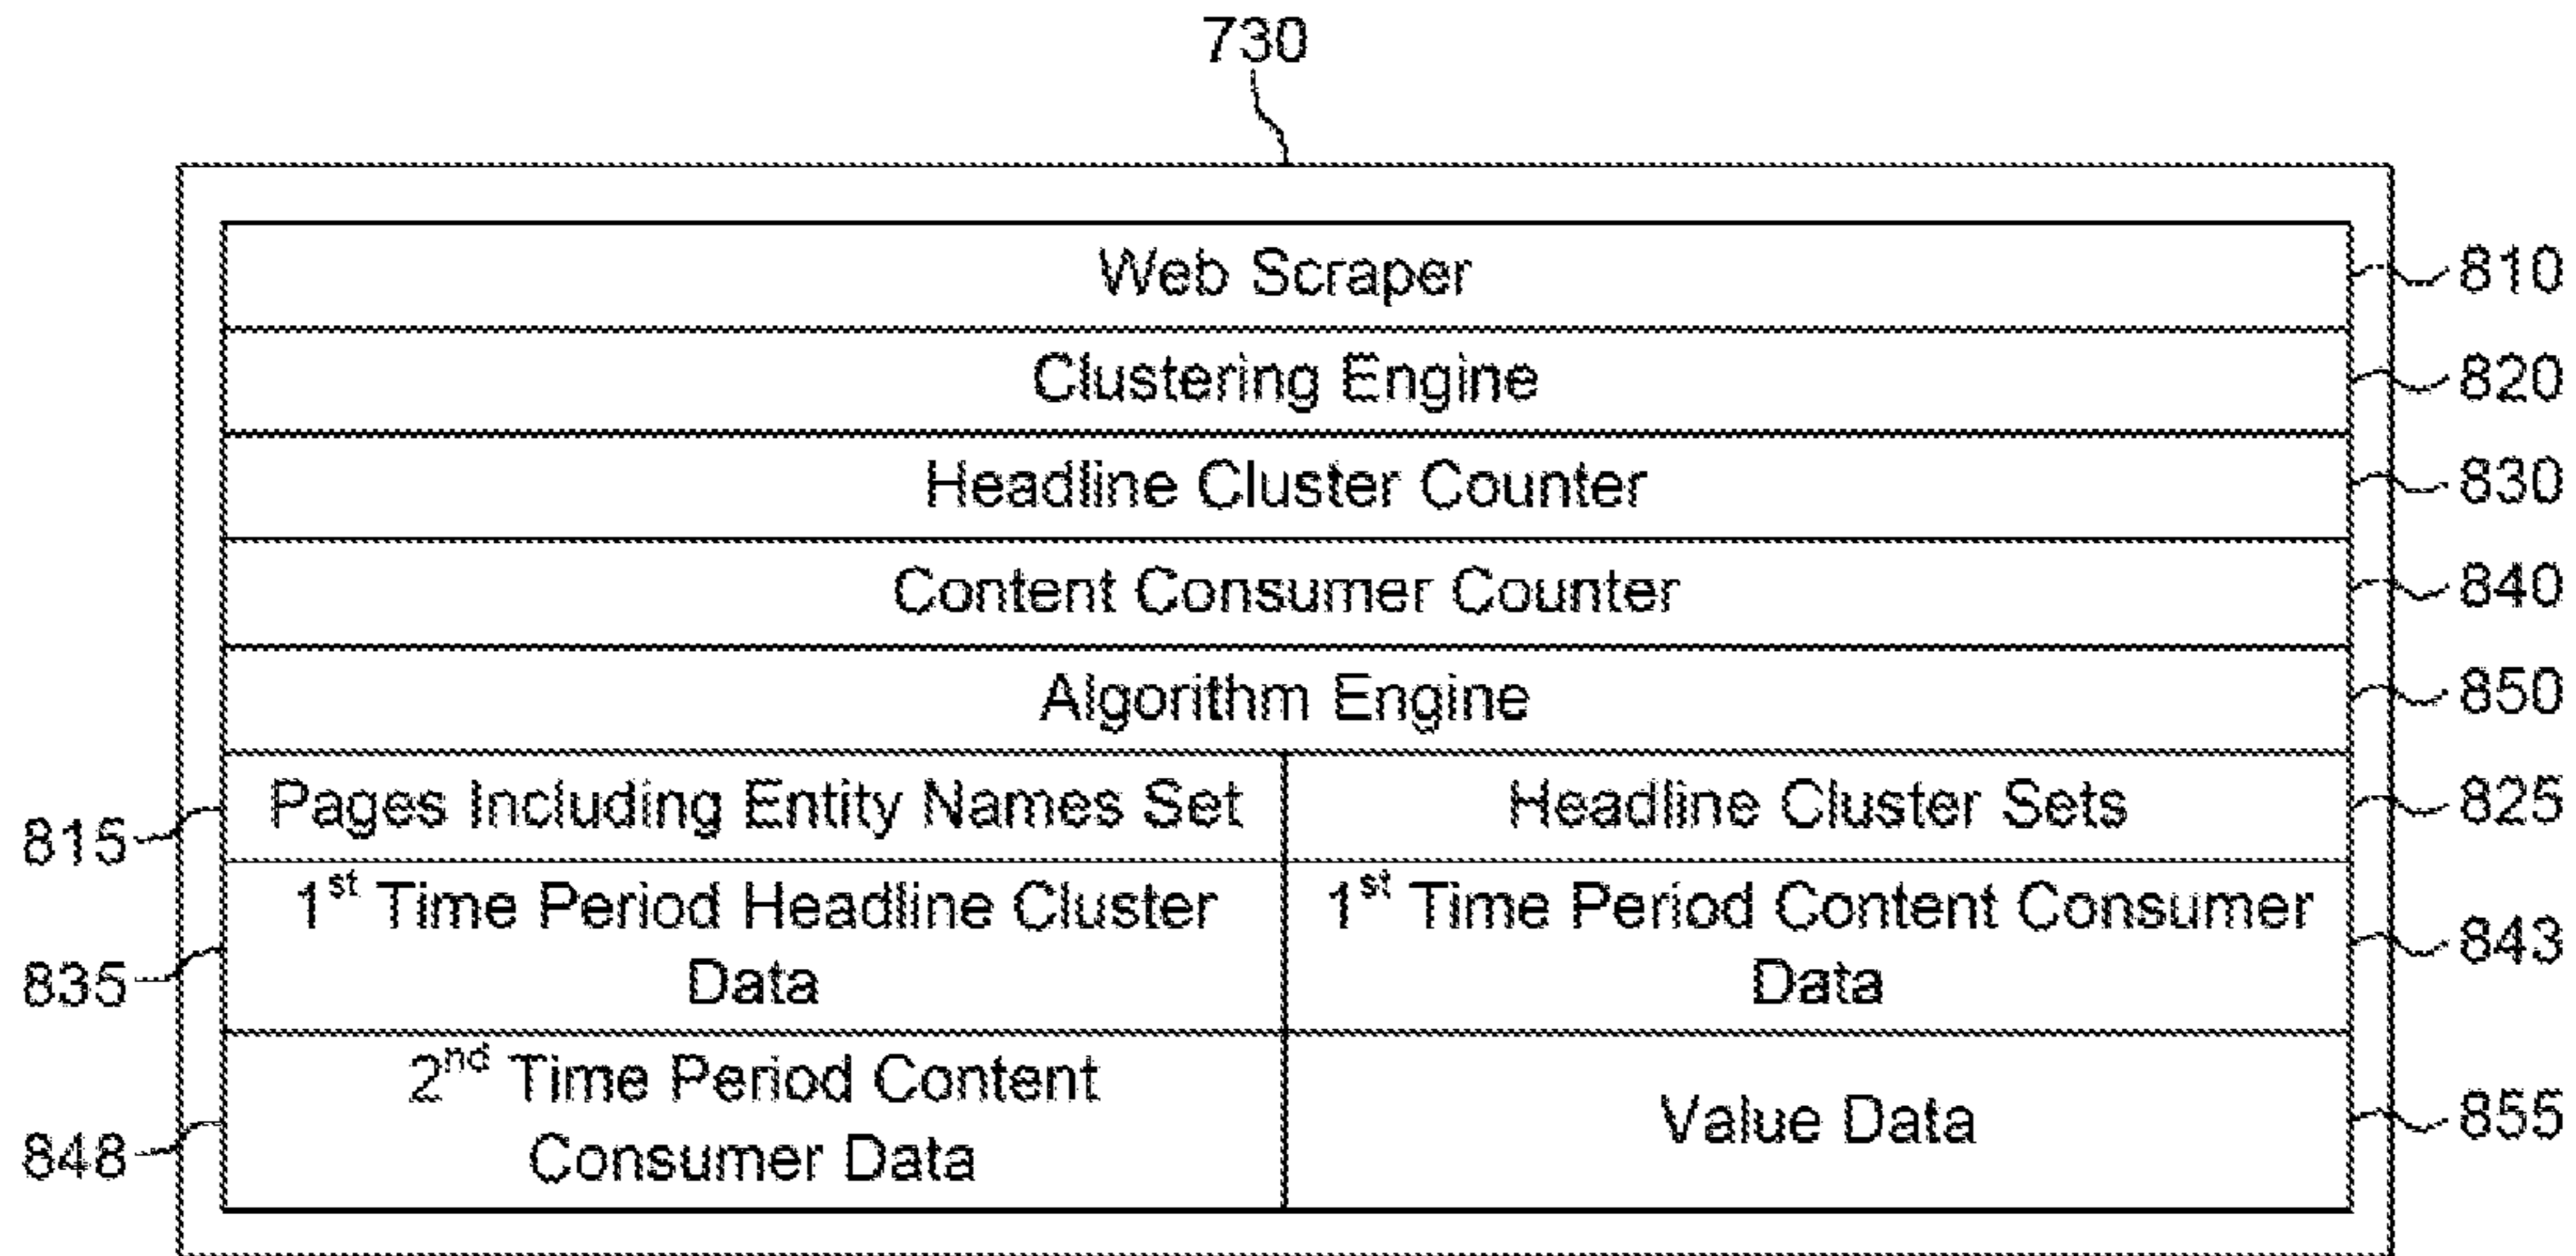 730
Web Scraper
810
Clustering Engine
820
Headline Cluster Counter
830
Content Consumer Counter
840
Algorithm Engine
850
815
Pages Including Entity Names Set
Headline Cluster Sets
825
835
1st Time Period Headline Cluster
Data
1st Time Period Content Consumer
Data
843
848
2nd Time Period Content
Consumer Data
Value Data
855